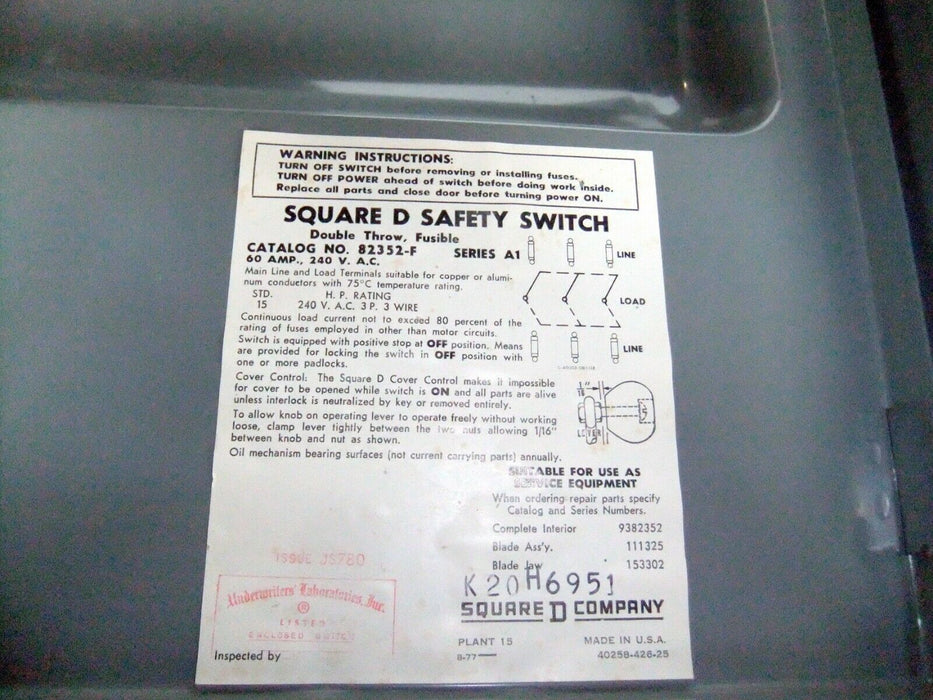 WARNING INSTRUCTIONS:
TURN OFF SWITCH before removing or installing fuses.
TURN OFF POWER ahead of switch before doing work inside.
Replace all parts and close door before turning power ON.
SQUARE D SAFETY SWITCH
Double Throw, Fusible
CATALOG NO. 82352-F SERIES A1
60 AMP., 240 V. A.C.
LINE
Main Line and Load Terminals suitable for copper or alumi-
num conductors with 75°C temperature rating.
STD. H. P. RATING
15 240 V. A.C. 3 P. 3 WIRE
LOAD
Continuous load current not to exceed 80 percent of the
rating of fuses employed in other than motor circuits.
Switch is equipped with positive stop at OFF position. Means
are provided for locking the switch in OFF position with
one or more padlocks.
LINE
Cover Control: The Square D Cover Control makes it impossible
for cover to be opened while switch is ON and all parts are alive
unless interlock is neutralized by key or removed entirely.
To allow knob on operating lever to operate freely without working
loose, clamp lever tightly between the two nuts allowing 1/16"
between knob and nut as shown.
1/16"
LEVER
Oil mechanism bearing surfaces (not current carrying parts) annually.
SUITABLE FOR USE AS
SERVICE EQUIPMENT
When ordering repair parts specify
Catalog and Series Numbers.
Complete Interior 9382352
Blade Ass'y. 111325
Blade Jaw 153302
K20H6951
SQUARE D COMPANY
PLANT 15 MADE IN U.S.A.
8-77 40258-426-25
ISSUE JS780
Underwriters' Laboratories, Inc.
®
LISTED
ENCLOSED SWITCH
Inspected by